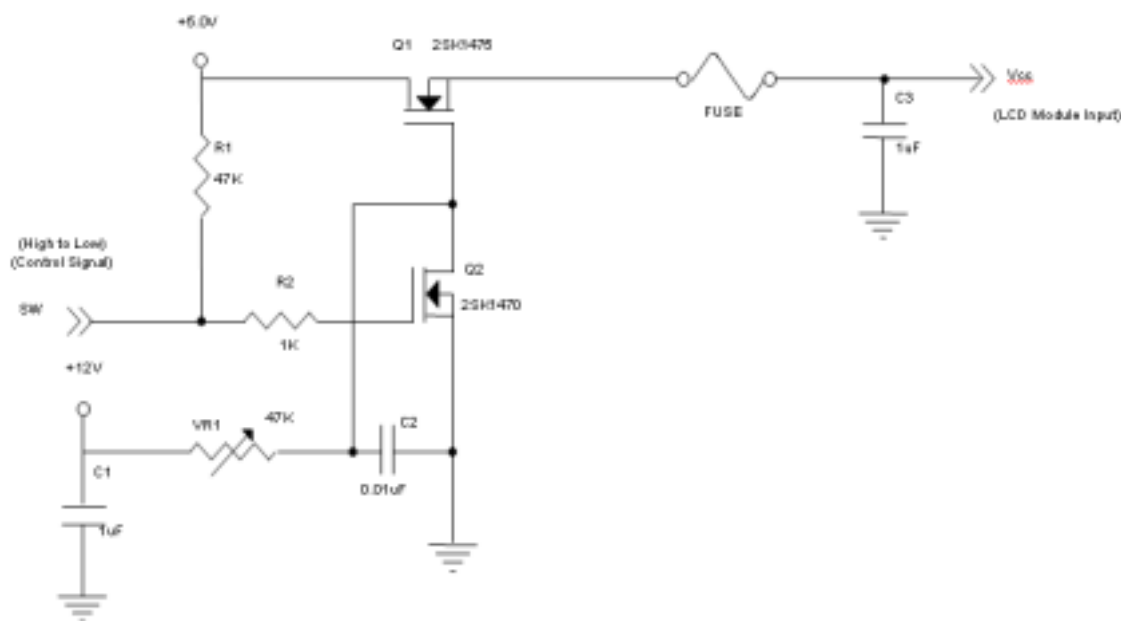 +5.0V
Q1 2SK1475
Vcc
(LCD Module Input)
FUSE
C3
1uF
R1
47K
(High to Low)
(Control Signal)
SW
R2
1K
Q2
2SK1470
+12V
VR1
47K
C2
0.01uF
C1
1uF